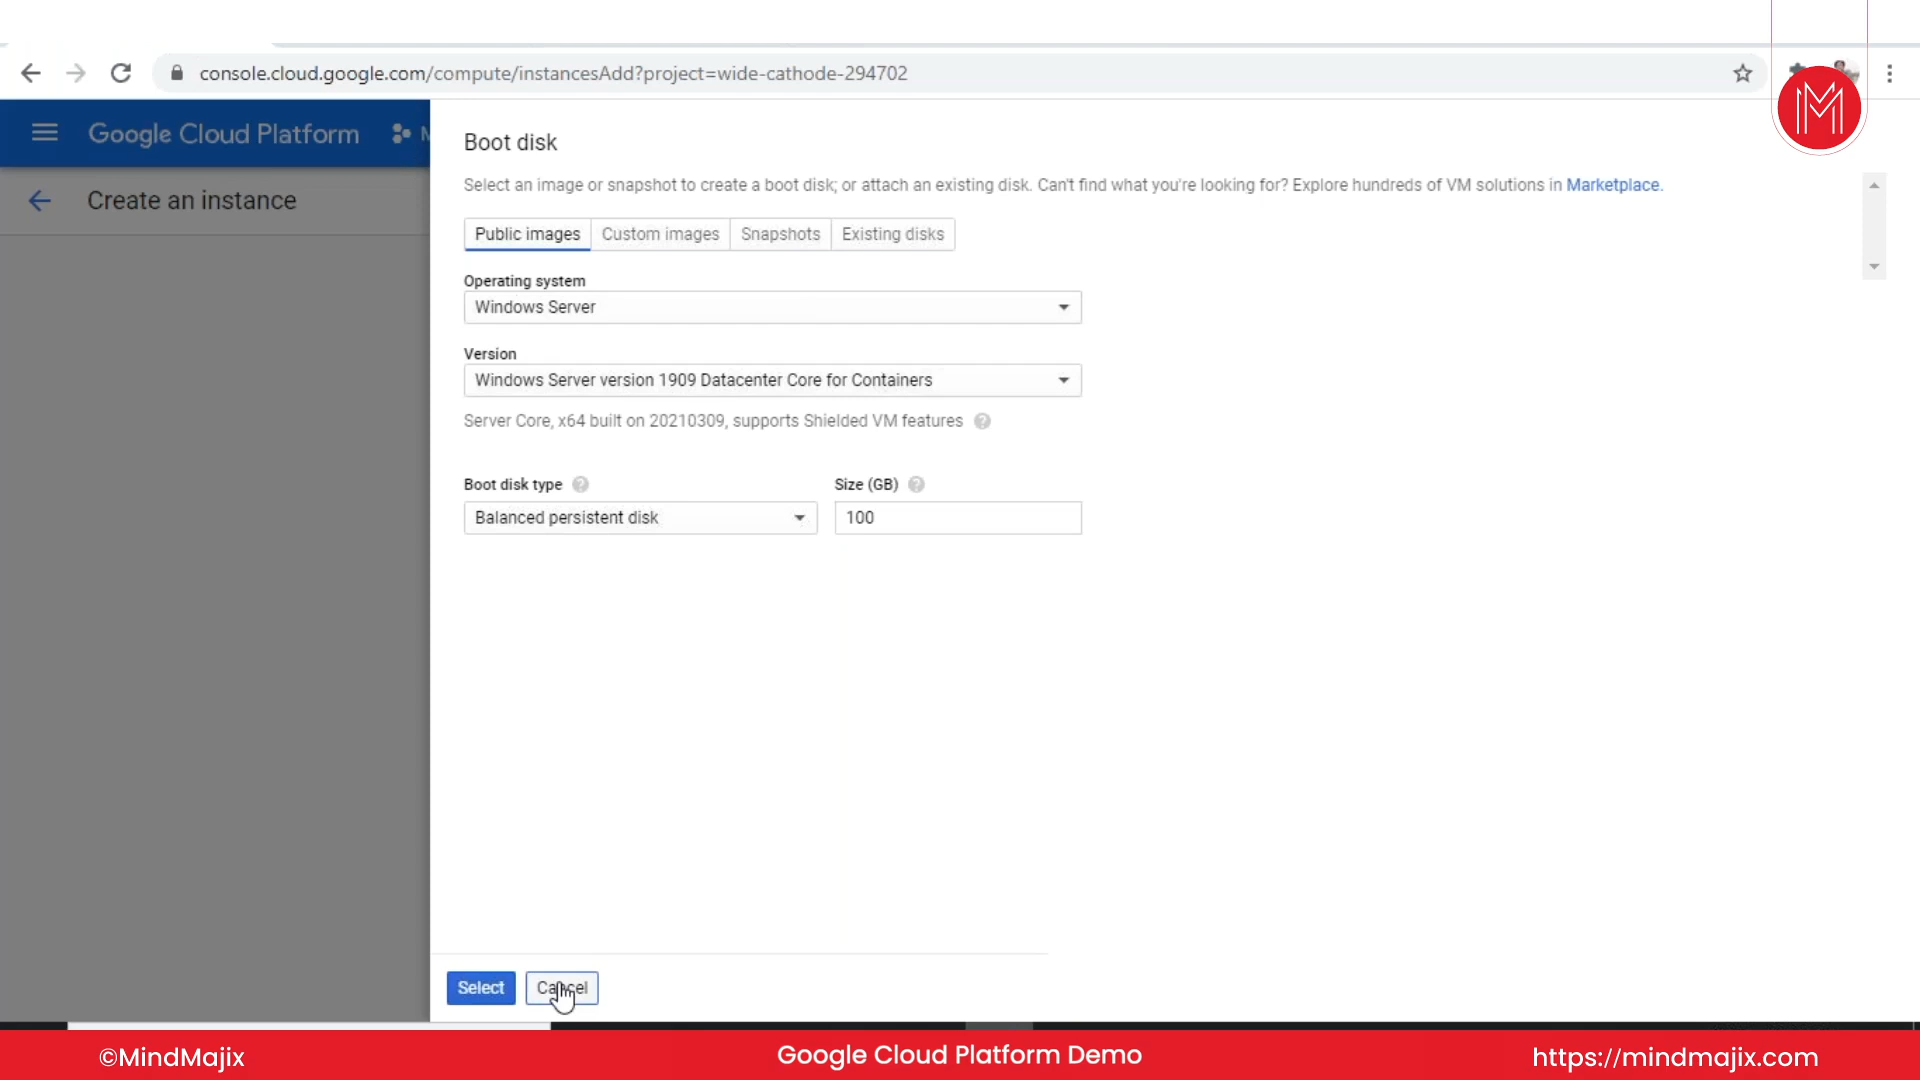 console.cloud.google.com/compute/instancesAdd?project=wide-cathode-294702
Google Cloud Platform
M
Create an instance
Boot disk
Select an image or snapshot to create a boot disk; or attach an existing disk. Can't find what you're looking for? Explore hundreds of VM solutions in Marketplace.
Public images Custom images Snapshots Existing disks
Operating system
Windows Server
Version
Windows Server version 1909 Datacenter Core for Containers
Server Core, x64 built on 20210309, supports Shielded VM features
Boot disk type Size (GB)
Balanced persistent disk 100
Select Cancel
©MindMajix Google Cloud Platform Demo https://mindmajix.com